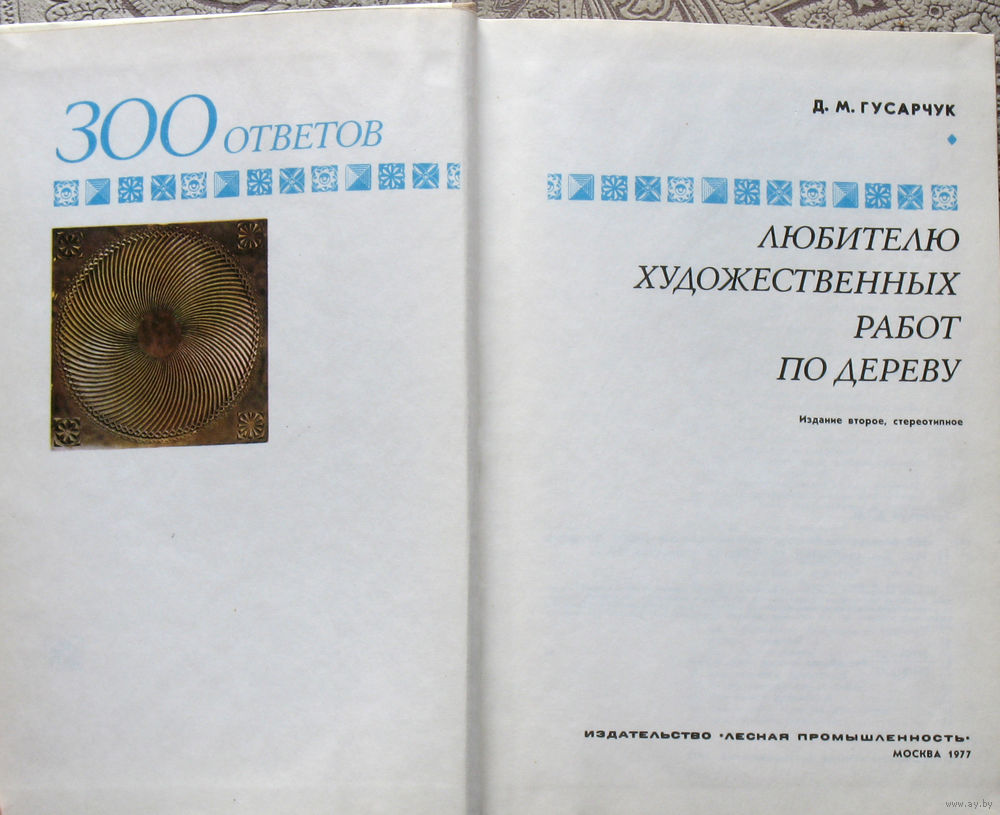 300 ОТВЕТОВ
Д. М. ГУСАРЧУК
ЛЮБИТЕЛЮ
ХУДОЖЕСТВЕННЫХ
РАБОТ
ПО ДЕРЕВУ
Издание второе, стереотипное
ИЗДАТЕЛЬСТВО «ЛЕСНАЯ ПРОМЫШЛЕННОСТЬ»
МОСКВА 1977
www.ay.by